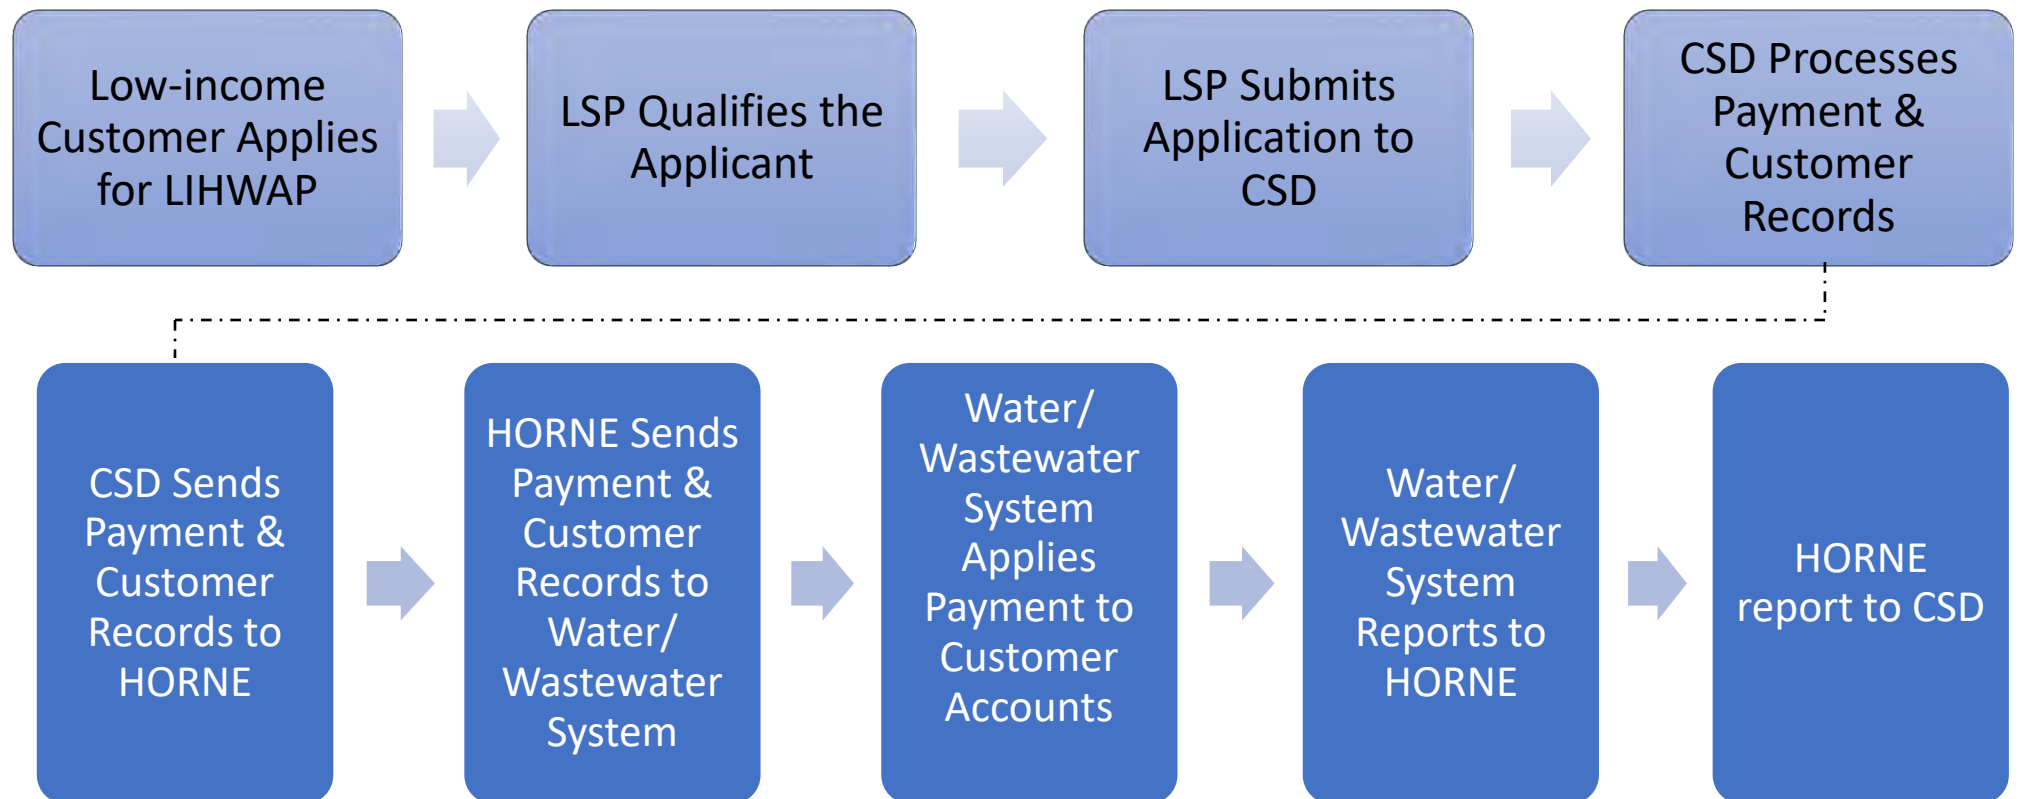 Low-income
Customer Applies
for LIHWAP
LSP Qualifies the
Applicant
LSP Submits
Application to
CSD
CSD Processes
Payment &
Customer
Records
CSD Sends
Payment &
Customer
Records to
HORNE
HORNE Sends
Payment &
Customer
Records to
Water/
Wastewater
System
Water/
Wastewater
System
Applies
Payment to
Customer
Accounts
Water/
Wastewater
System
Reports to
HORNE
HORNE
report to CSD